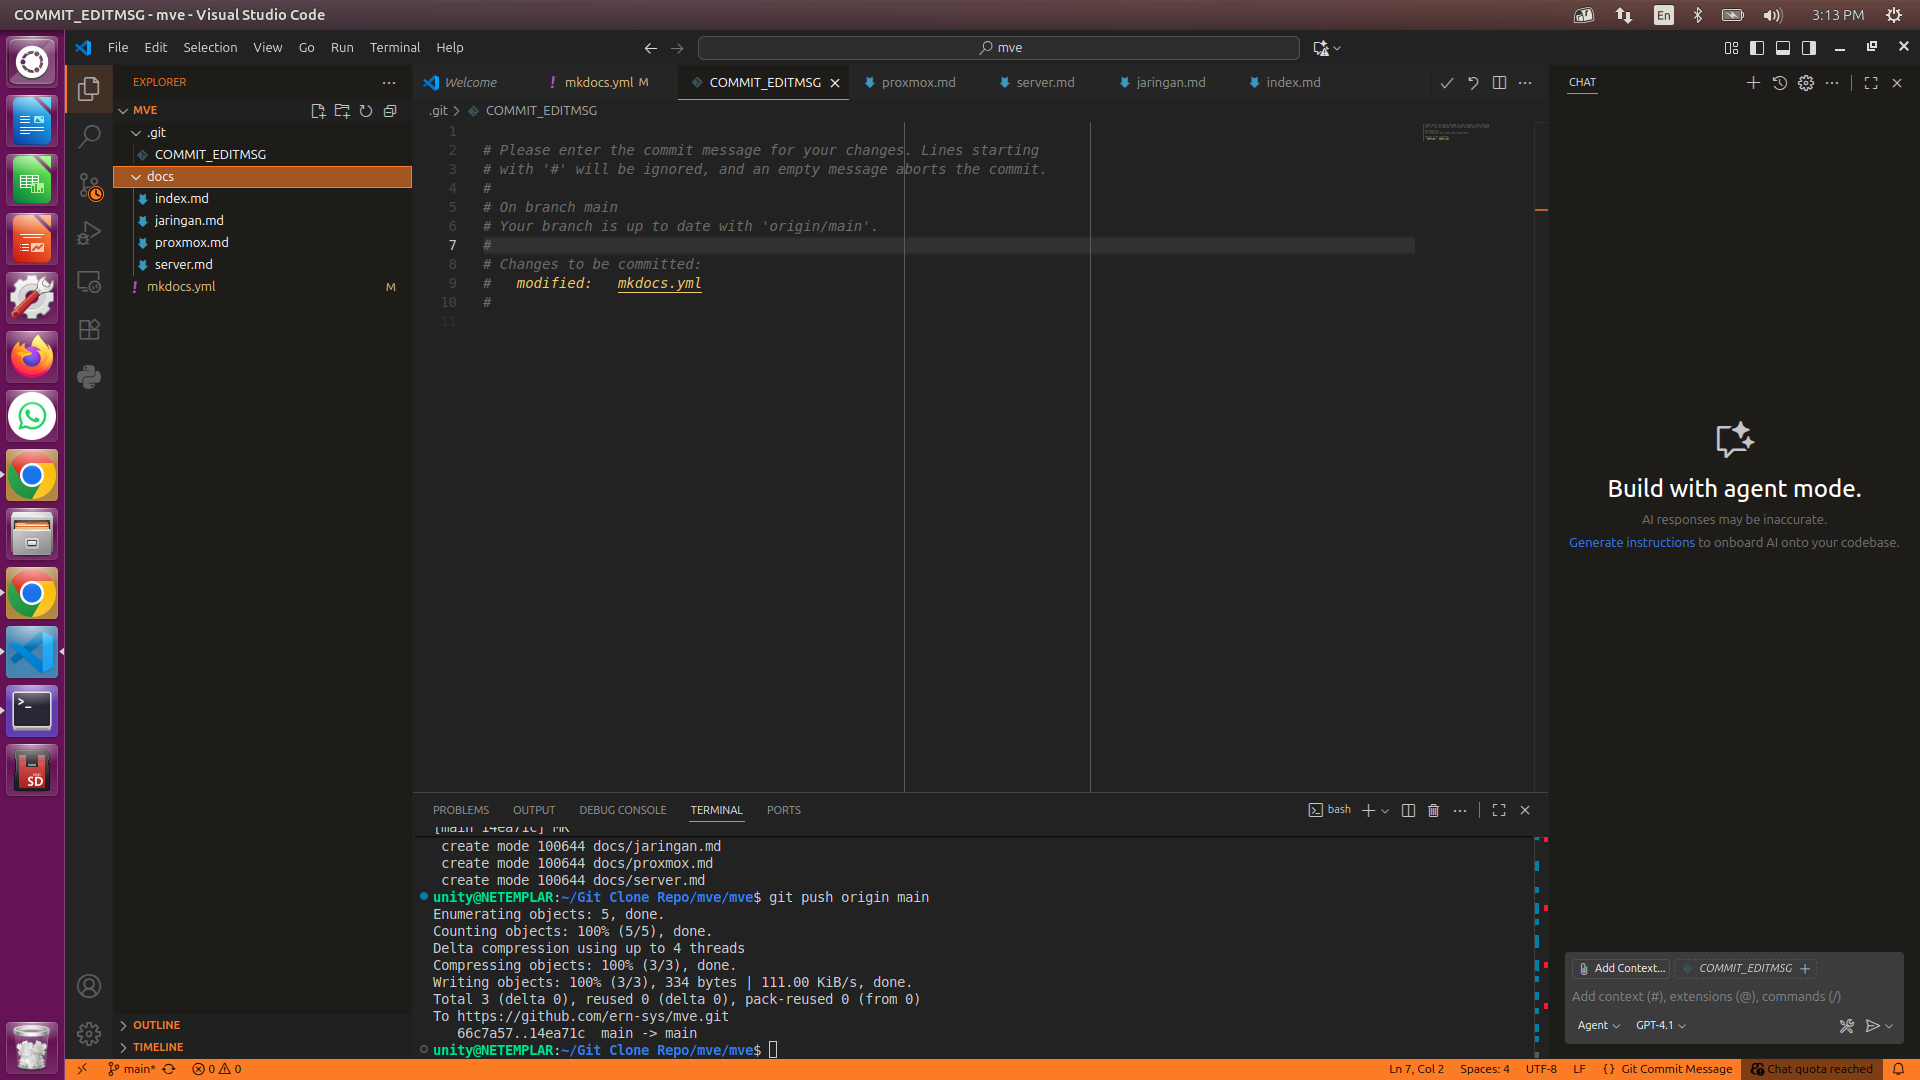 COMMIT_EDITMSG - mve - Visual Studio Code
En
3:13 PM
File Edit Selection View Go Run Terminal Help
mve
EXPLORER
MVE
.git
COMMIT_EDITMSG
docs
index.md
jaringan.md
proxmox.md
server.md
mkdocs.yml M
OUTLINE
TIMELINE
Welcome
mkdocs.yml M
COMMIT_EDITMSG
proxmox.md
server.md
jaringan.md
index.md
.git > COMMIT_EDITMSG
1
2 # Please enter the commit message for your changes. Lines starting
3 # with '#' will be ignored, and an empty message aborts the commit.
4 #
5 # On branch main
6 # Your branch is up to date with 'origin/main'.
7 #
8 # Changes to be committed:
9 # modified: mkdocs.yml
10 #
11
PROBLEMS OUTPUT DEBUG CONSOLE TERMINAL PORTS
bash
[main 14ea71c] MR
create mode 100644 docs/jaringan.md
create mode 100644 docs/proxmox.md
create mode 100644 docs/server.md
unity@NETEMPLAR:~/Git Clone Repo/mve/mve$ git push origin main
Enumerating objects: 5, done.
Counting objects: 100% (5/5), done.
Delta compression using up to 4 threads
Compressing objects: 100% (3/3), done.
Writing objects: 100% (3/3), 334 bytes | 111.00 KiB/s, done.
Total 3 (delta 0), reused 0 (delta 0), pack-reused 0 (from 0)
To https://github.com/ern-sys/mve.git
66c7a57..14ea71c main -> main
unity@NETEMPLAR:~/Git Clone Repo/mve/mve$
CHAT
Build with agent mode.
AI responses may be inaccurate.
Generate instructions to onboard AI onto your codebase.
Add Context...
COMMIT_EDITMSG
Add context (#), extensions (@), commands (/)
Agent
GPT-4.1
main*
0 0
Ln 7, Col 2
Spaces: 4
UTF-8
LF
{} Git Commit Message
Chat quota reached
SD